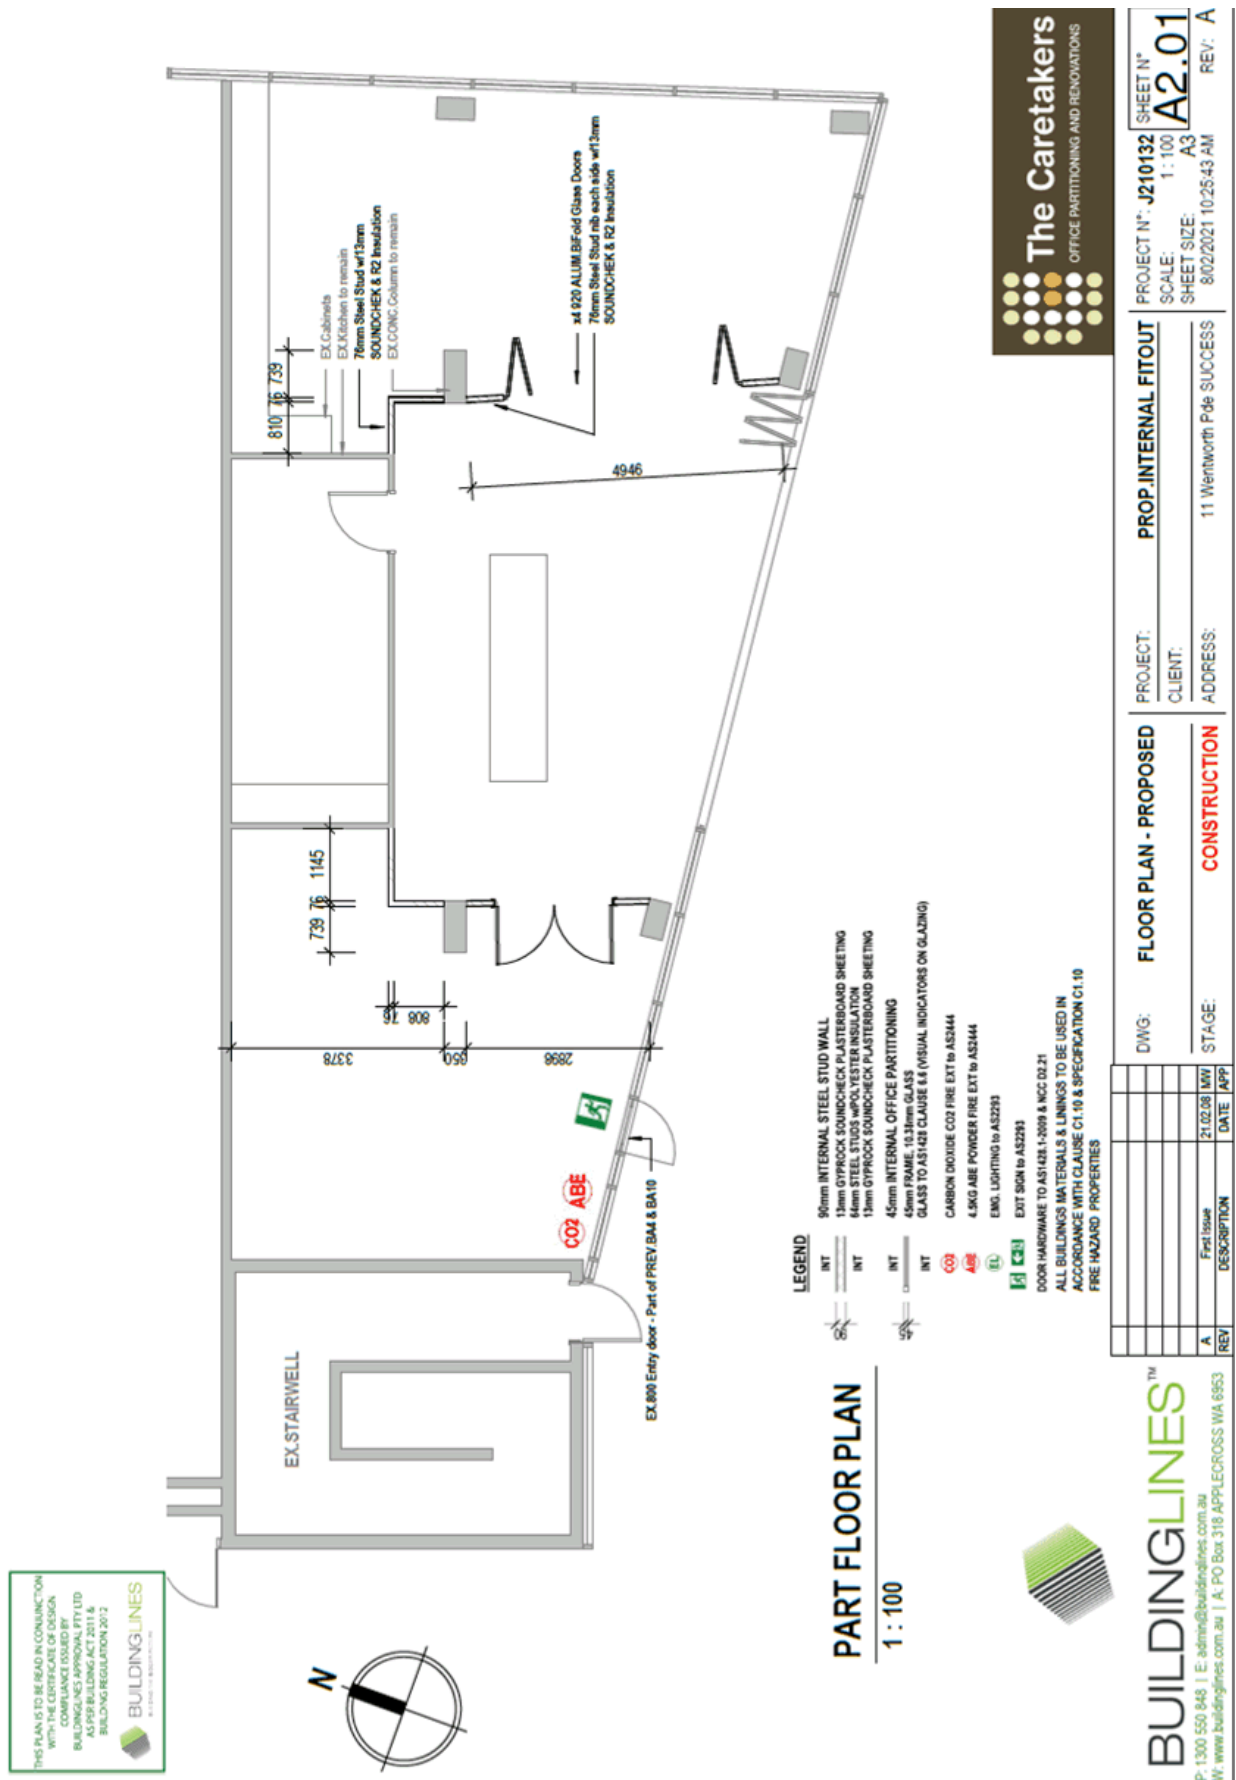 THIS PLAN IS TO BE READ IN CONJUNCTION
WITH THE CERTIFICATE OF DESIGN
COMPLIANCE ISSUED BY
BUILDINGLINES APPROVAL PTY LTD
AS PER BUILDING ACT 2011 &
BUILDING REGULATION 2012
BUILDINGLINES
N
EX.STAIRWELL
CO2 ABE
EX.800 Entry door - Part of PREV.BA4 & BA10
3378
350
2898
76 808
739 76 1145
810 76 739
EX.Cabinets
EX.Kitchen to remain
76mm Steel Stud w/13mm
SOUNDCHEK & R2 Insulation
EX.CONC.Column to remain
x4 920 ALUM.BiFold Glass Doors
76mm Steel Stud nib each side w/13mm
SOUNDCHEK & R2 Insulation
4946
PART FLOOR PLAN
1 : 100
LEGEND
INT
90
INT
90mm INTERNAL STEEL STUD WALL
13mm GYPROCK SOUNDCHECK PLASTERBOARD SHEETING
64mm STEEL STUDS w/POLYESTER INSULATION
13mm GYPROCK SOUNDCHECK PLASTERBOARD SHEETING
INT
45
INT
45mm INTERNAL OFFICE PARTITIONING
45mm FRAME, 10.38mm GLASS
GLASS TO AS1428 CLAUSE 6.6 (VISUAL INDICATORS ON GLAZING)
CO2 CARBON DIOXIDE CO2 FIRE EXT to AS2444
ABE 4.5KG ABE POWDER FIRE EXT to AS2444
EL EMG. LIGHTING to AS2293
EXIT SIGN to AS2293
DOOR HARDWARE TO AS1428.1-2009 & NCC D2.21
ALL BUILDINGS MATERIALS & LININGS TO BE USED IN
ACCORDANCE WITH CLAUSE C1.10 & SPECIFICATION C1.10
FIRE HAZARD PROPERTIES
The Caretakers
OFFICE PARTITIONING AND RENOVATIONS
BUILDINGLINES™
P: 1300 550 848 | E: admin@buildinglines.com.au
W: www.buildinglines.com.au | A: PO Box 318 APPLECROSS WA 6953
A First Issue 21.02.08 MW
REV DESCRIPTION DATE APP
DWG: FLOOR PLAN - PROPOSED
STAGE: CONSTRUCTION
PROJECT: PROP.INTERNAL FITOUT
CLIENT:
ADDRESS: 11 Wentworth Pde SUCCESS
PROJECT N°: J210132
SCALE: 1 : 100
SHEET SIZE: A3
8/02/2021 10:25:43 AM
SHEET N°
A2.01
REV: A